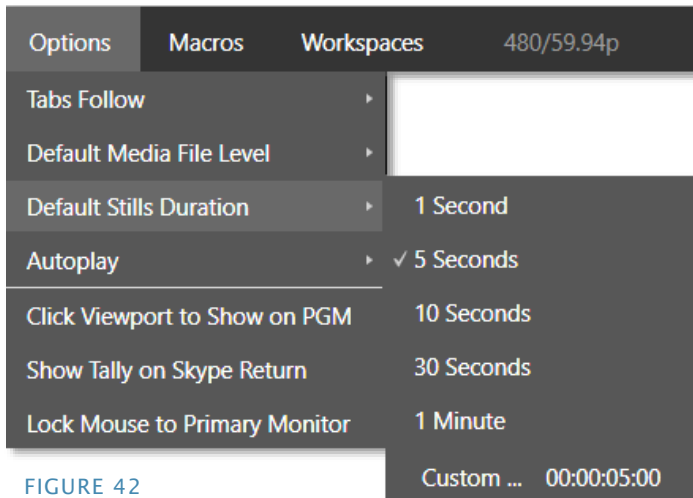 Options Macros Workspaces 480/59.94p
Tabs Follow
Default Media File Level
Default Stills Duration
1 Second
Autoplay
✓ 5 Seconds
Click Viewport to Show on PGM
10 Seconds
Show Tally on Skype Return
30 Seconds
Lock Mouse to Primary Monitor
1 Minute
Custom ... 00:00:05:00
FIGURE 42